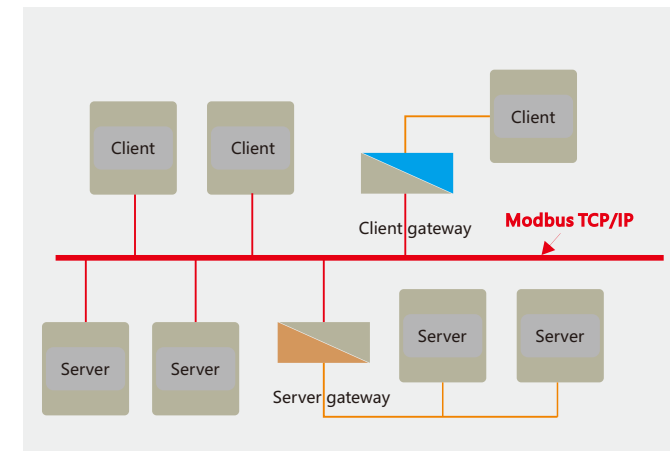 Client
Client
Client
Client gateway
Modbus TCP/IP
Server
Server
Server
Server
Server gateway